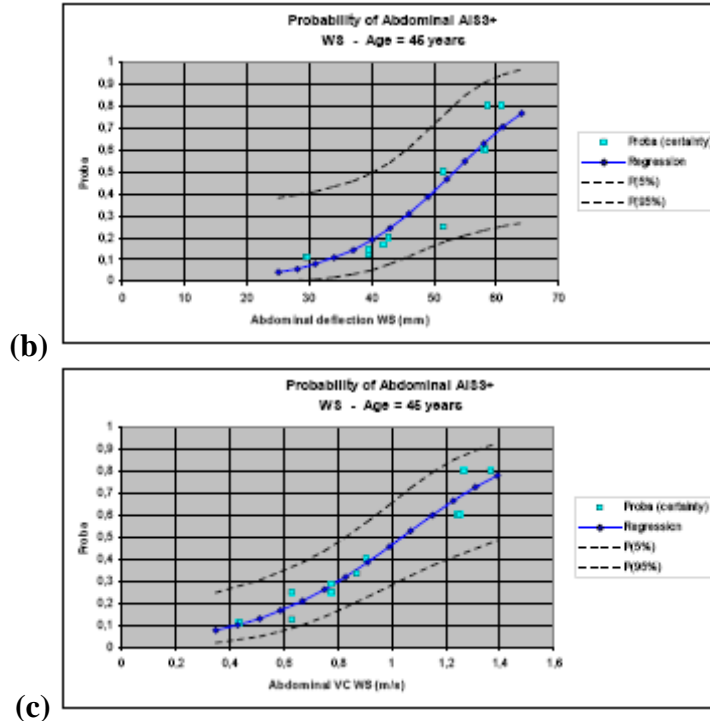 Probability of Abdominal AIS3+
WS - Age = 45 years
1
0,9
0,8
0,7
0,6
0,5
0,4
0,3
0,2
0,1
0
Proba
0 10 20 30 40 50 60 70
Abdominal deflection WS (mm)
Proba (certainty)
Regression
P(5%)
P(95%)
(b)
Probability of Abdominal AIS3+
WS - Age = 45 years
1
0,9
0,8
0,7
0,6
0,5
0,4
0,3
0,2
0,1
0
Proba
0 0,2 0,4 0,6 0,8 1 1,2 1,4 1,6
Abdominal VC WS (m/s)
Proba (certainty)
Regression
P(5%)
P(95%)
(c)